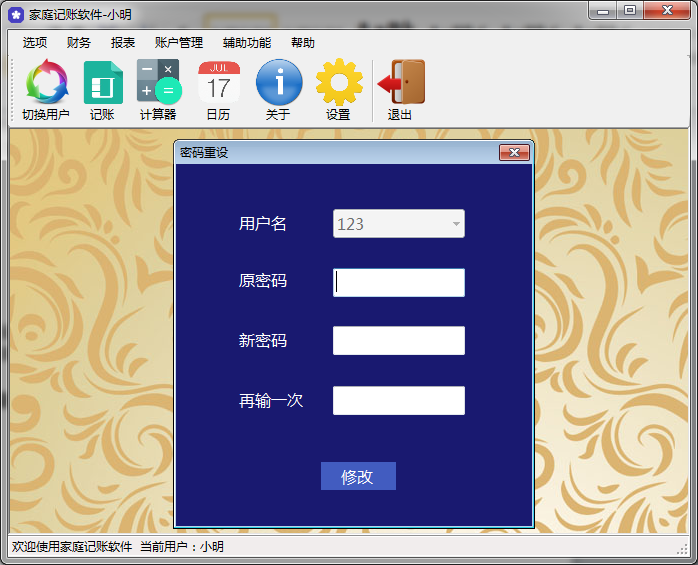 家庭记账软件-小明
选项 财务 报表 账户管理 辅助功能 帮助
JUL
17
切换用户 记账 计算器 日历 关于 设置 退出
密码重设
用户名 123
原密码
新密码
再输一次
修改
欢迎使用家庭记账软件 当前用户：小明